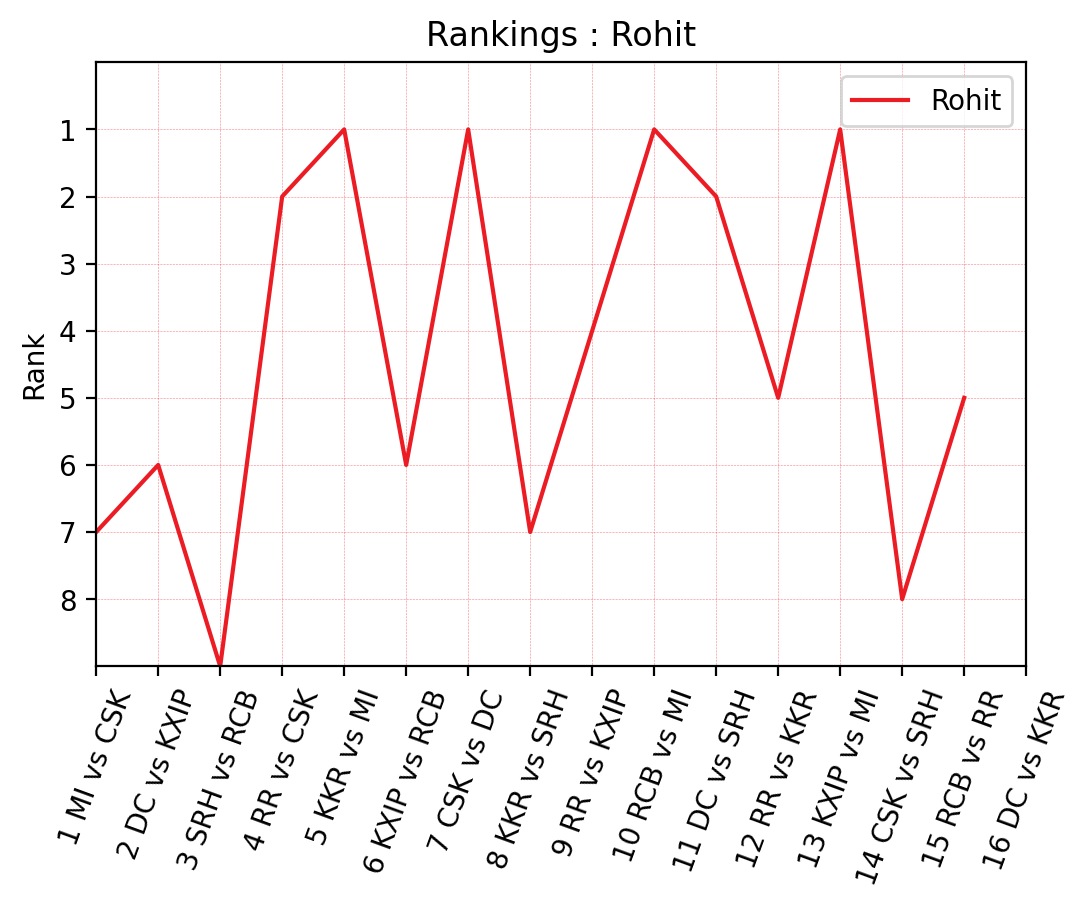 Rankings : Rohit
Rohit
Rank
1
2
3
4
5
6
7
8
1 MI vs CSK
2 DC vs KXIP
3 SRH vs RCB
4 RR vs CSK
5 KKR vs MI
6 KXIP vs RCB
7 CSK vs DC
8 KKR vs SRH
9 RR vs KXIP
10 RCB vs MI
11 DC vs SRH
12 RR vs KKR
13 KXIP vs MI
14 CSK vs SRH
15 RCB vs RR
16 DC vs KKR